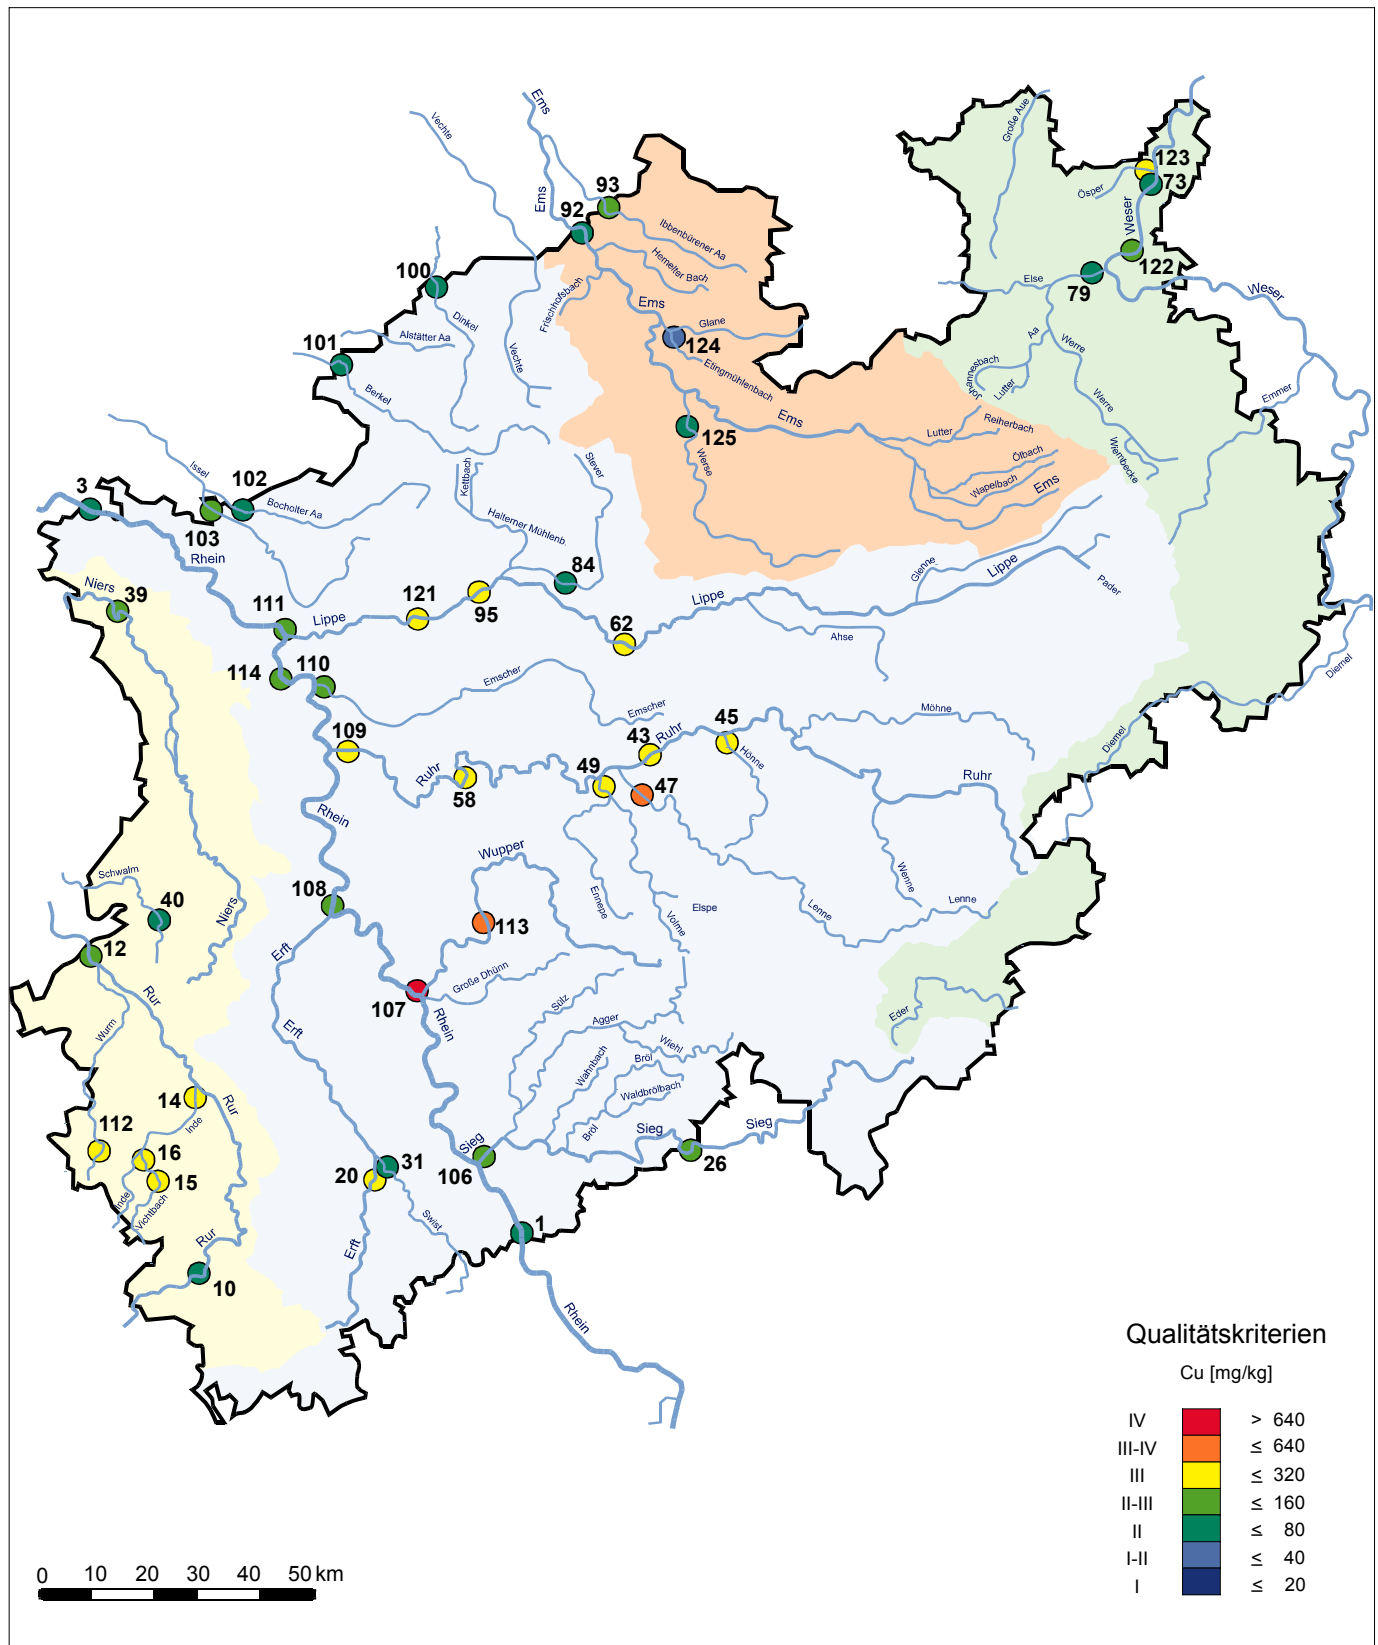 Vechte
Ems
Große Aue
123
73
Ösper
93
Ems
92
Weser
Ibbenbürener Aa
Hemelter Bach
122
100
Else
79
Weser
Frischhofsbach
Ems
Dinkel
Glane
Alstätter Aa
124
101
Vechte
Aa
Werre
Etingmühlenbach
Johannesbach
Lutter
Berkel
Werre
Emmer
Ems
Reiherbach
125
Lutter
Wiembecke
Werse
Ölbach
Issel
Kettbach
Stever
Wapelbach
Ems
3
102
Bocholter Aa
Halterner Mühlenb.
103
Rhein
Glenne
Lippe
Niers
39
84
Pader
121
95
Lippe
111
Lippe
62
Ahse
114
110
Emscher
Diemel
Emscher
Möhne
45
109
43
Ruhr
Diemel
Hönne
49
Ruhr
58
47
Ruhr
Rhein
Wupper
Schwalm
Wenne
108
40
Ennepe
Elspe
Lenne
Lenne
Niers
Volme
113
12
Erft
Große Dhünn
Rur
107
Sülz
Eder
Rhein
Agger
Wurm
Erft
Wiehl
Bröl
Wahnbach
Waldbrölbach
14
Rur
Inde
112
Sieg
Bröl
Sieg
Sieg
16
31
106
26
15
20
Inde
Vichtbach
Swist
1
Rur
Erft
10
Rhein
Qualitätskriterien
Cu [mg/kg]
IV > 640
III-IV ≤ 640
III ≤ 320
II-III ≤ 160
II ≤ 80
I-II ≤ 40
I ≤ 20
0 10 20 30 40 50 km